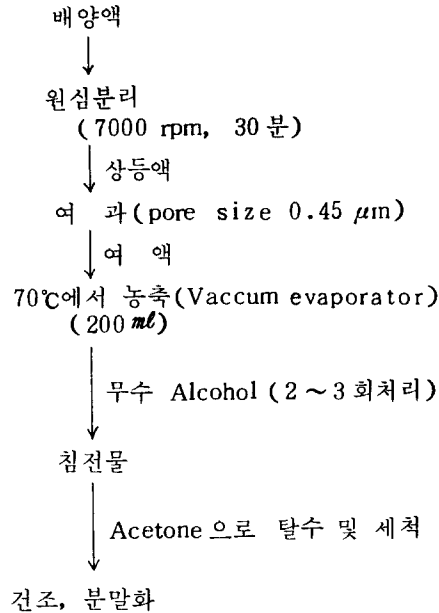 배양액
원심분리
(7000 rpm, 30분)
상등액
여 과(pore size 0.45 μm)
여 액
70℃에서 농축(Vaccum evaporator)
(200 ml)
무수 Alcohol (2~3회처리)
침전물
Acetone으로 탈수 및 세척
건조, 분말화